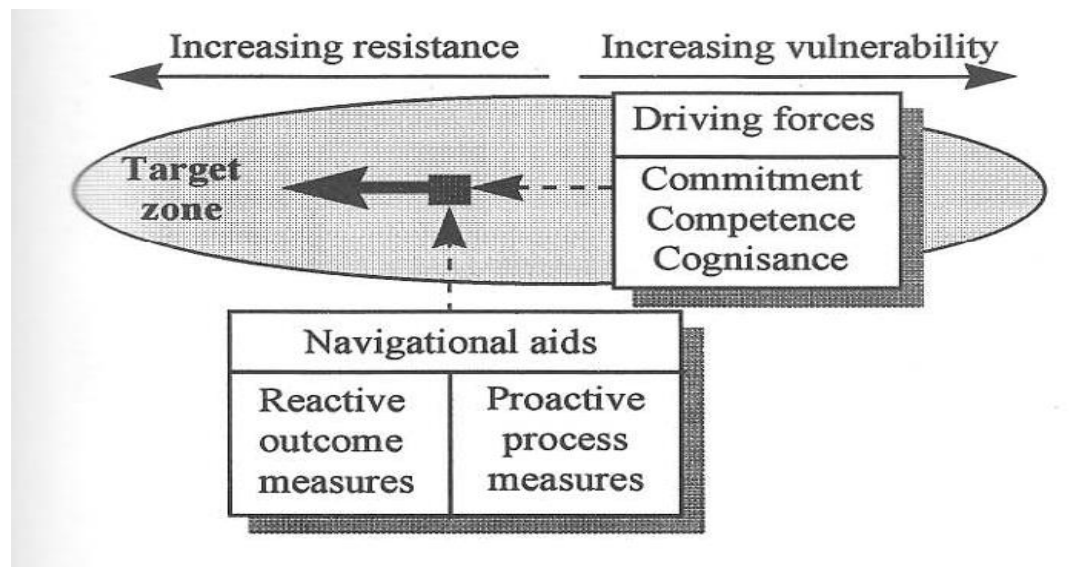 Increasing resistance
Increasing vulnerability
Target
zone
Driving forces
Commitment
Competence
Cognisance
Navigational aids
Reactive
outcome
measures
Proactive
process
measures